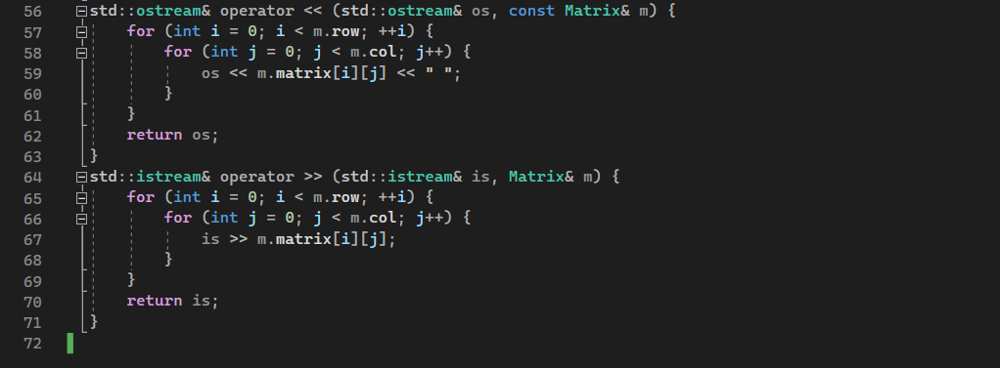 56 std::ostream& operator << (std::ostream& os, const Matrix& m) {
57     for (int i = 0; i < m.row; ++i) {
58         for (int j = 0; j < m.col; j++) {
59             os << m.matrix[i][j] << " ";
60         }
61     }
62     return os;
63 }
64 std::istream& operator >> (std::istream& is, Matrix& m) {
65     for (int i = 0; i < m.row; ++i) {
66         for (int j = 0; j < m.col; j++) {
67             is >> m.matrix[i][j];
68         }
69     }
70     return is;
71 }
72